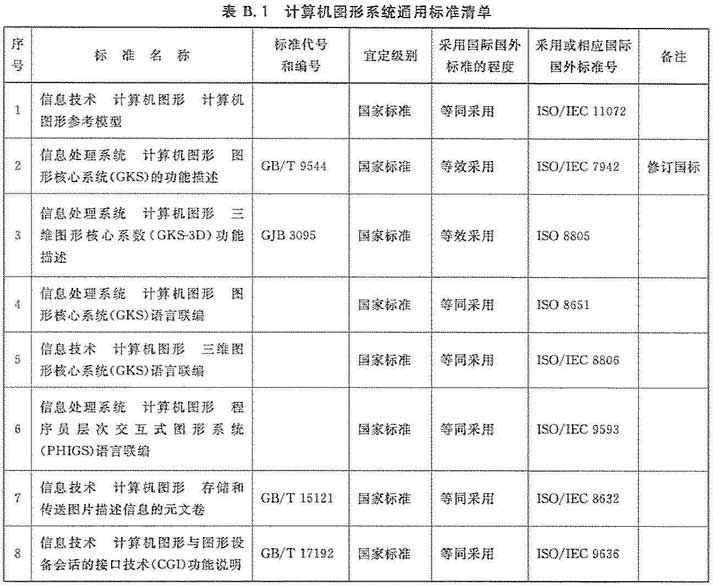 表 B.1 计算机图形系统通用标准清单
序号 标 准 名 称 标准代号和编号 宜定级别 采用国际国外标准的程度 采用或相应国际国外标准号 备注
1 信息技术 计算机图形 计算机
图形参考模型 国家标准 等同采用 ISO/IEC 11072
2 信息处理系统 计算机图形 图
形核心系统(GKS)的功能描述 GB/T 9544 国家标准 等效采用 ISO/IEC 7942 修订国标
3 信息处理系统 计算机图形 三
维图形核心系数(GKS-3D)功能
描述 GJB 3095 国家标准 等效采用 ISO 8805
4 信息处理系统 计算机图形 图
形核心系统(GKS)语言联编 国家标准 等同采用 ISO 8651
5 信息技术 计算机图形 三维图
形核心系统(GKS)语言联编 国家标准 等同采用 ISO/IEC 8806
6 信息处理系统 计算机图形 程
序员层次交互式图形系统
(PHIGS)语言联编 国家标准 等同采用 ISO/IEC 9593
7 信息技术 计算机图形 存储和
传送图片描述信息的元文卷 GB/T 15121 国家标准 等同采用 ISO/IEC 8632
8 信息技术 计算机图形与图形设
备会话的接口技术(CGI)功能说明 GB/T 17192 国家标准 等同采用 ISO/IEC 9636